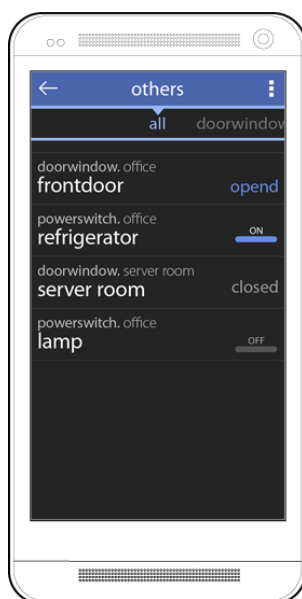 others
all doorwindow
doorwindow. office
frontdoor opend
powerswitch. office
refrigerator ON
doorwindow. server room
server room closed
powerswitch. office
lamp OFF